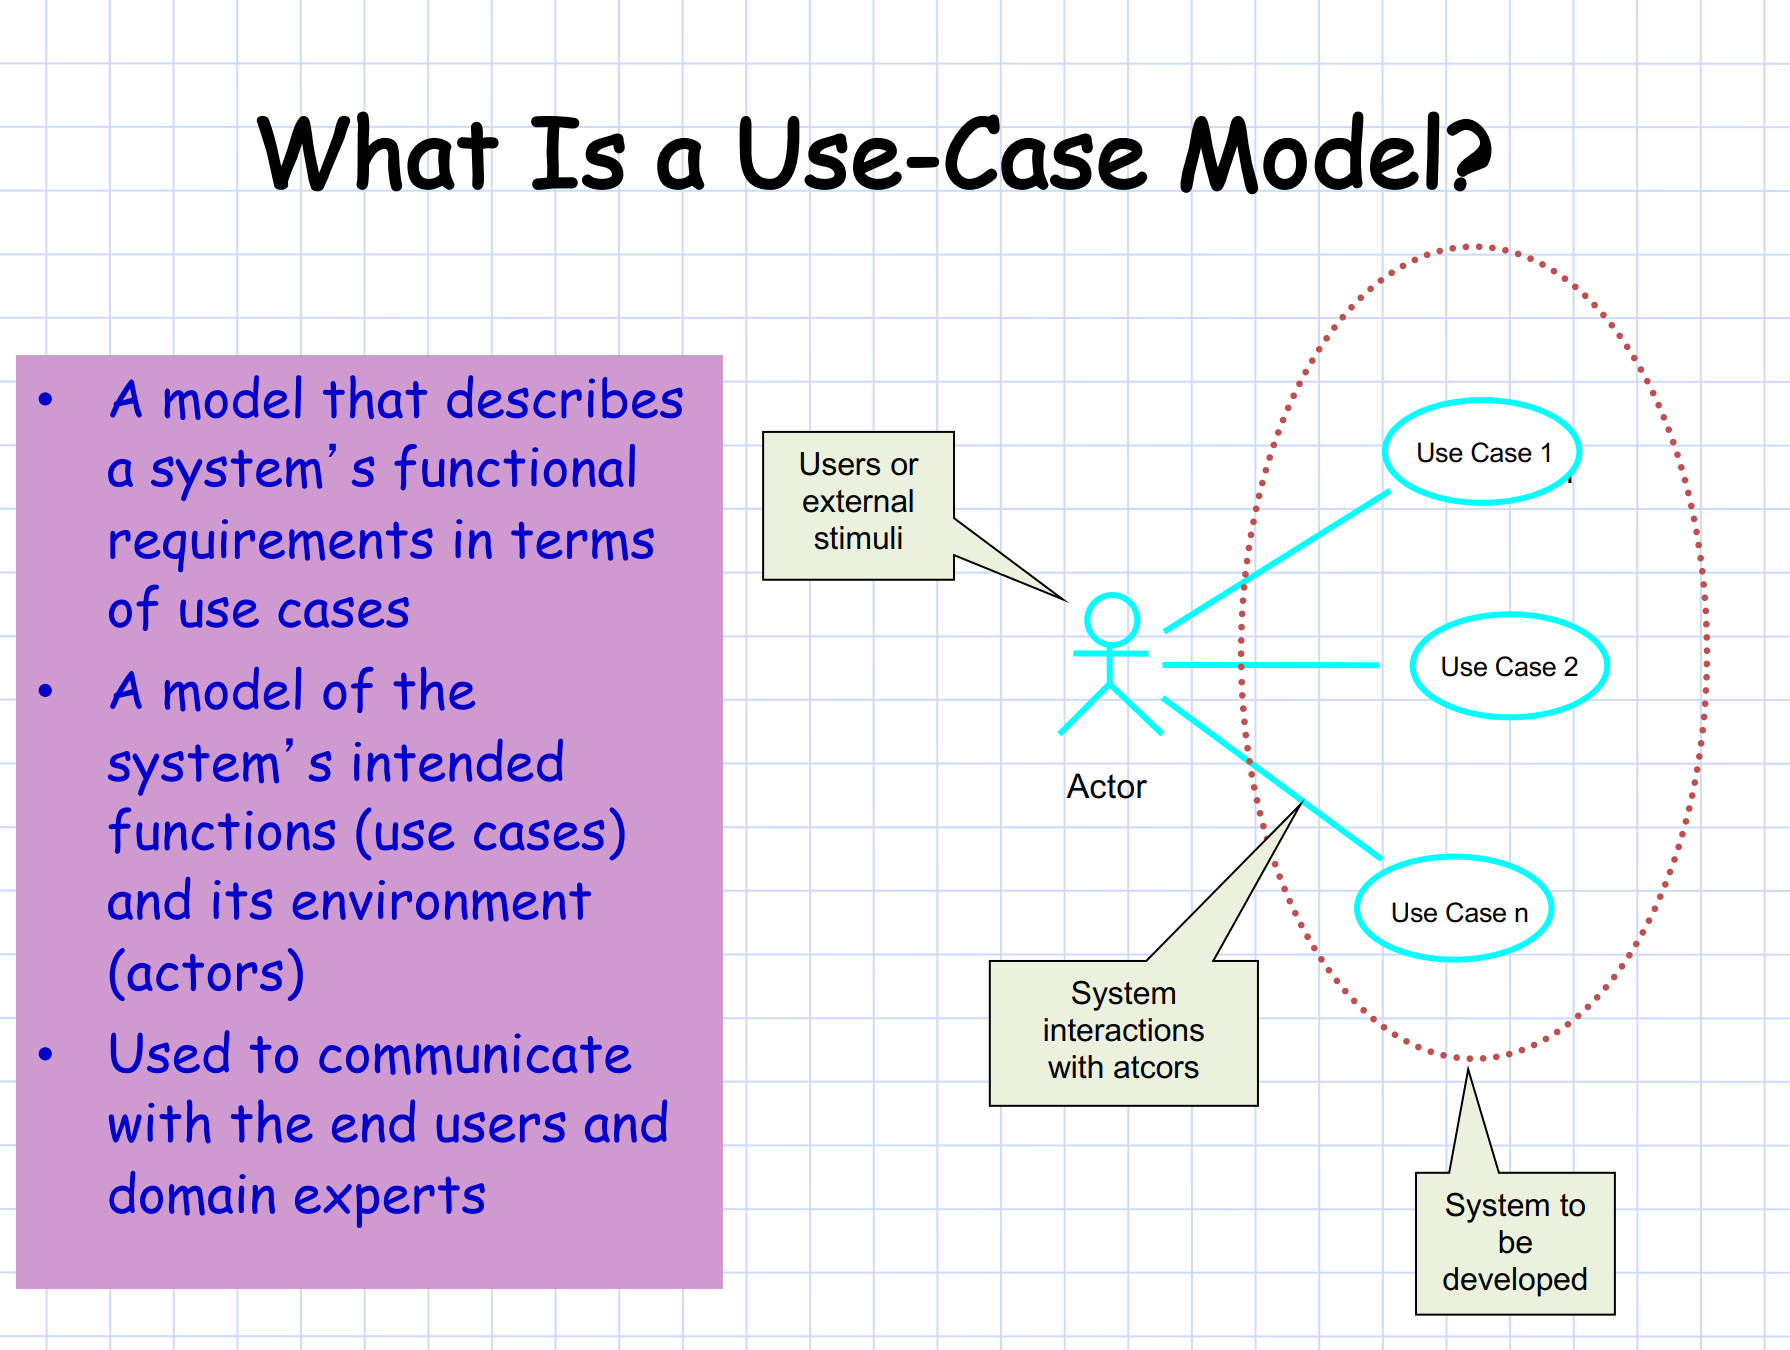 What Is a Use-Case Model?
• A model that describes
a system’s functional
requirements in terms
of use cases
• A model of the
system’s intended
functions (use cases)
and its environment
(actors)
• Used to communicate
with the end users and
domain experts
Users or
external
stimuli
Actor
Use Case 1
Use Case 2
Use Case n
System
interactions
with atcors
System to
be
developed